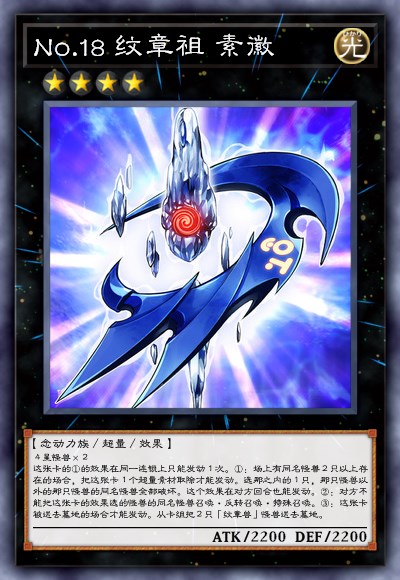 No.18 纹章祖 素徽
ひかり
光
81
【念动力族/超量/效果】
4星怪兽×2
这张卡的①的效果在同一连锁上只能发动1次。①:场上有同名怪兽2只以上存
在的场合,把这张卡1个超量素材取除才能发动。选那之内的1只,那只怪兽以
外的那只怪兽的同名怪兽全部破坏。这个效果在对方回合也能发动。②:对方不
能把这张卡的效果选的怪兽的同名怪兽召唤·反转召唤·特殊召唤。③:这张卡
被送去墓地的场合才能发动。从卡组把2只「纹章兽」怪兽送去墓地。
ATK/2200 DEF/2200